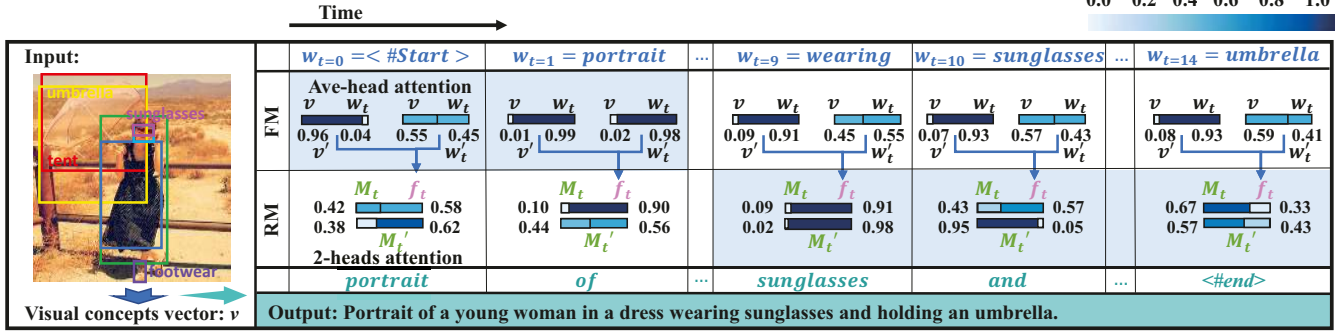 Time
0.0 0.2 0.4 0.6 0.8 1.0
Input:
w_{t=0} =< #Start >
w_{t=1} = portrait
...
w_{t=9} = wearing
w_{t=10} = sunglasses
...
w_{t=14} = umbrella
umbrella
sunglasses
tent
footwear
FM
Ave-head attention
v w_t v w_t
0.96 0.04 0.55 0.45
v' w_t'
v w_t v w_t
0.01 0.99 0.02 0.98
v' w_t'
v w_t v w_t
0.09 0.91 0.45 0.55
v' w_t'
v w_t v w_t
0.07 0.93 0.57 0.43
v' w_t'
v w_t v w_t
0.08 0.93 0.59 0.41
v' w_t'
RM
M_t f_t
0.42 0.58
0.38 0.62
M_t'
2-heads attention
M_t f_t
0.10 0.90
0.44 0.56
M_t'
M_t f_t
0.09 0.91
0.02 0.98
M_t'
M_t f_t
0.43 0.57
0.95 0.05
M_t'
M_t f_t
0.67 0.33
0.57 0.43
M_t'
portrait of ... sunglasses and ... <#end>
Visual concepts vector: v
Output: Portrait of a young woman in a dress wearing sunglasses and holding an umbrella.